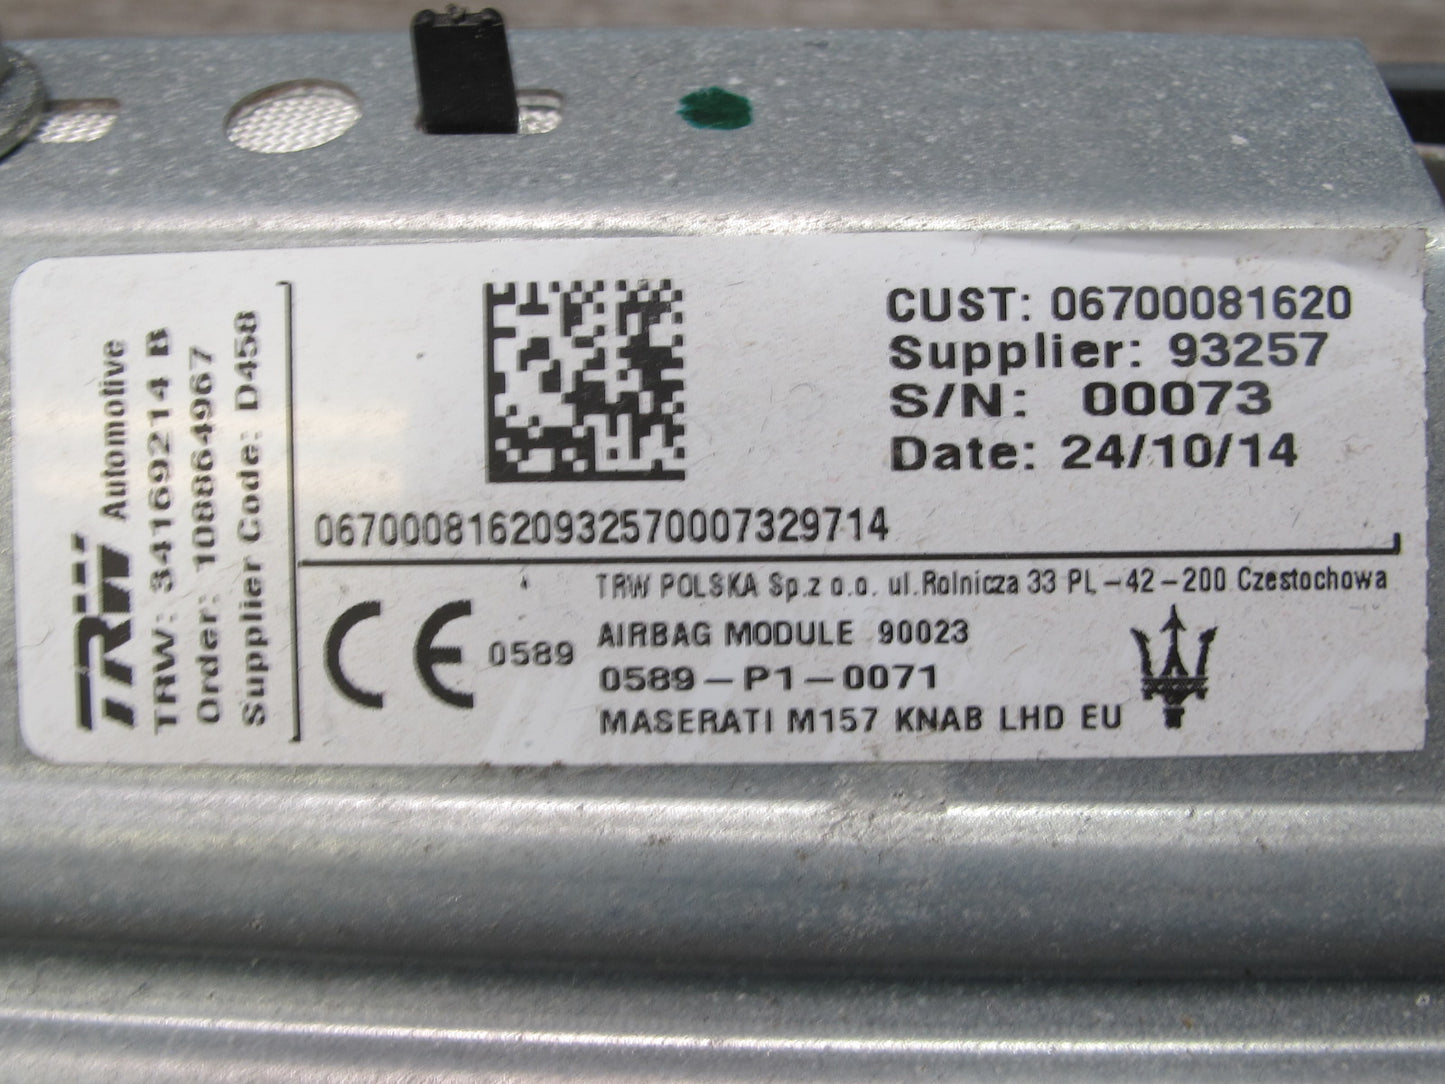 TRW Automotive
TRW: 34169214 B
Order: 108864967
Supplier Code: D458
CUST: 06700081620
Supplier: 93257
S/N: 00073
Date: 24/10/14
06700081620932570007329714
TRW POLSKA Sp.z o.o. ul.Rolnicza 33 PL-42-200 Czestochowa
CE 0589
AIRBAG MODULE 90023
0589-P1-0071
MASERATI M157 KNAB LHD EU